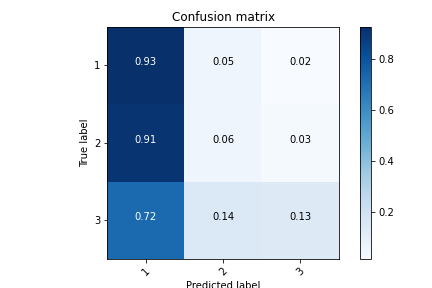 Confusion matrix
1 0.93 0.05 0.02
2 0.91 0.06 0.03
3 0.72 0.14 0.13
1 2 3
True label
Predicted label
0.8
0.6
0.4
0.2